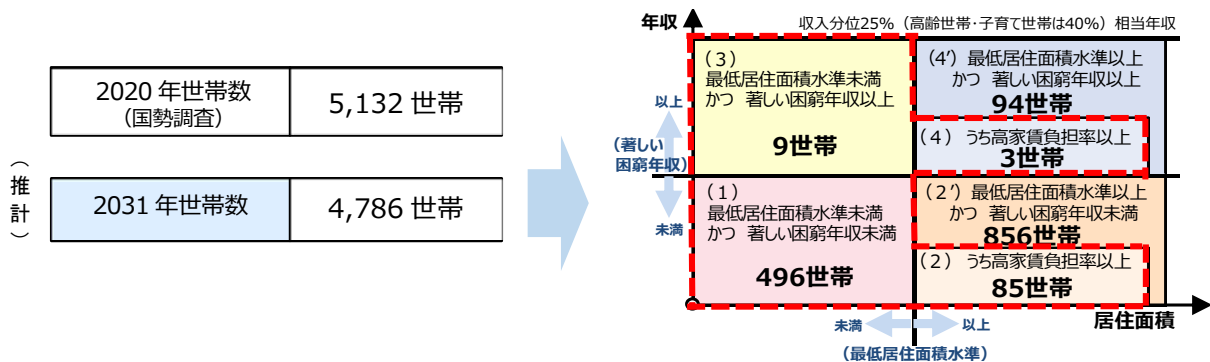 2020 年世帯数
（国勢調査）
5,132 世帯
（推計）
2031 年世帯数
4,786 世帯
年収
収入分位25%（高齢世帯・子育て世帯は40%）相当年収
（３）
最低居住面積水準未満
かつ 著しい困窮年収以上
9世帯
（4’）最低居住面積水準以上
かつ 著しい困窮年収以上
94世帯
（４） うち高家賃負担率以上
3世帯
以上
（著しい
困窮年収）
未満
（１）
最低居住面積水準未満
かつ 著しい困窮年収未満
496世帯
（2’）最低居住面積水準以上
かつ 著しい困窮年収未満
856世帯
（２） うち高家賃負担率以上
85世帯
居住面積
未満
以上
（最低居住面積水準）